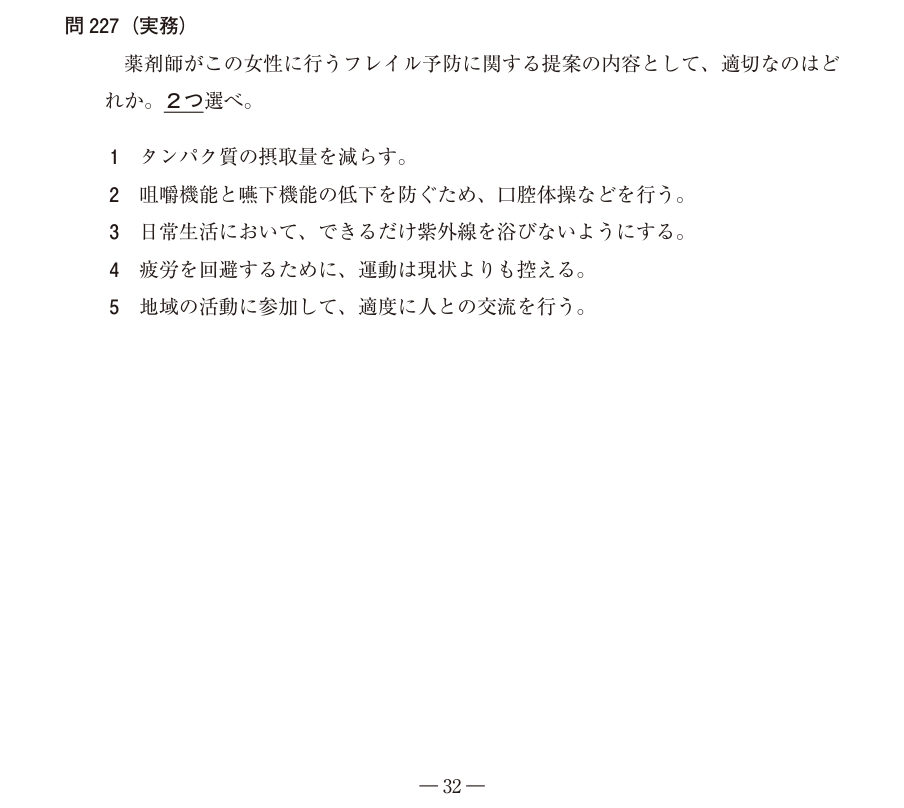 問 227（実務）
薬剤師がこの女性に行うフレイル予防に関する提案の内容として、適切なのはど
れか。２つ選べ。
1　タンパク質の摂取量を減らす。
2　咀嚼機能と嚥下機能の低下を防ぐため、口腔体操などを行う。
3　日常生活において、できるだけ紫外線を浴びないようにする。
4　疲労を回避するために、運動は現状よりも控える。
5　地域の活動に参加して、適度に人との交流を行う。
― 32 ―